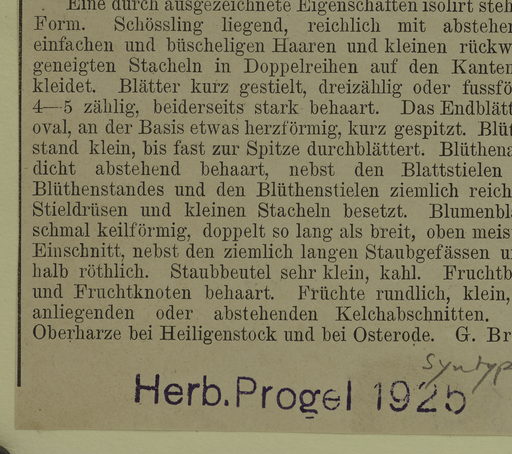 Eine durch ausgezeichnete Eigenschaften isolirt steh
Form. Schössling liegend, reichlich mit abstehen
einfachen und büscheligen Haaren und kleinen rückw
geneigten Stacheln in Doppelreihen auf den Kanten
kleidet. Blätter kurz gestielt, dreizählig oder fussfö
4—5 zählig, beiderseits stark behaart. Das Endblätt
oval, an der Basis etwas herzförmig, kurz gespitzt. Blüt
stand klein, bis fast zur Spitze durchblättert. Blüthena
dicht abstehend behaart, nebst den Blattstielen
Blüthenstandes und den Blüthenstielen ziemlich reich
Stieldrüsen und kleinen Stacheln besetzt. Blumenbl
schmal keilförmig, doppelt so lang als breit, oben meis
Einschnitt, nebst den ziemlich langen Staubgefässen u
halb röthlich. Staubbeutel sehr klein, kahl. Fruchtb
und Fruchtknoten behaart. Früchte rundlich, klein,
anliegenden oder abstehenden Kelchabschnitten.
Oberharze bei Heiligenstock und bei Osterode. G. Br
syntyp
Herb. Progel 1925